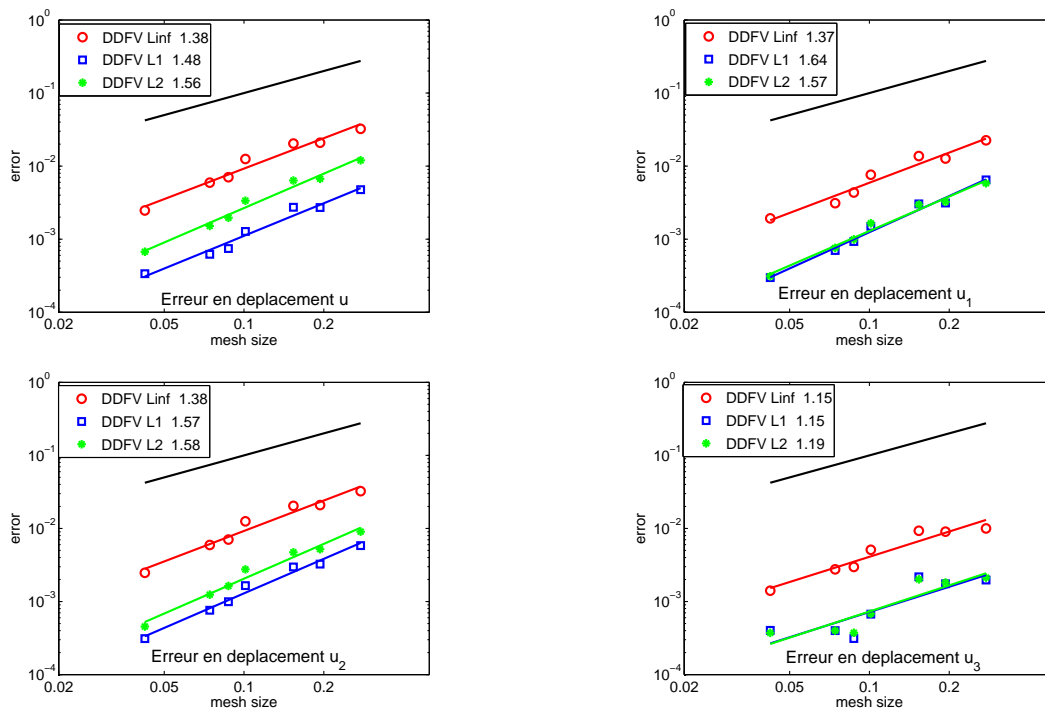 10^0
10^-1
10^-2
10^-3
10^-4
error
DDFV Linf 1.38
DDFV L1 1.48
DDFV L2 1.56
Erreur en deplacement u
0.02 0.05 0.1 0.2
mesh size
10^0
10^-1
10^-2
10^-3
10^-4
error
DDFV Linf 1.37
DDFV L1 1.64
DDFV L2 1.57
Erreur en deplacement u_1
0.02 0.05 0.1 0.2
mesh size
10^0
10^-1
10^-2
10^-3
10^-4
error
DDFV Linf 1.38
DDFV L1 1.57
DDFV L2 1.58
Erreur en deplacement u_2
0.02 0.05 0.1 0.2
mesh size
10^0
10^-1
10^-2
10^-3
10^-4
error
DDFV Linf 1.15
DDFV L1 1.15
DDFV L2 1.19
Erreur en deplacement u_3
0.02 0.05 0.1 0.2
mesh size